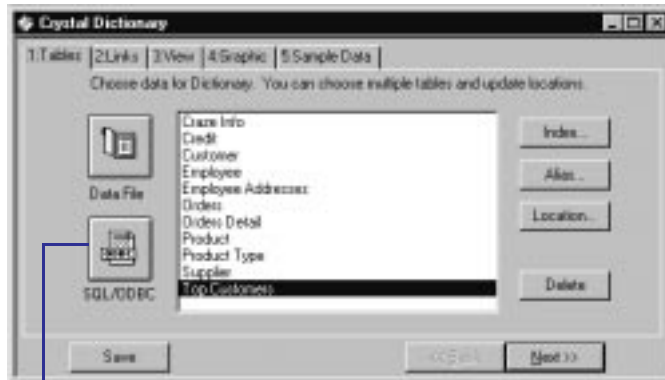 Crystal Dictionary
1:Tables 2:Links 3:View 4:Graphic 5:Sample Data
Choose data for Dictionary. You can choose multiple tables and update locations.
Data File
SQL/ODBC
Craze Info
Credit
Customer
Employee
Employee Addresses
Orders
Orders Detail
Product
Product Type
Supplier
Top Customers
Index...
Alias...
Location...
Delete
Save
Next >>